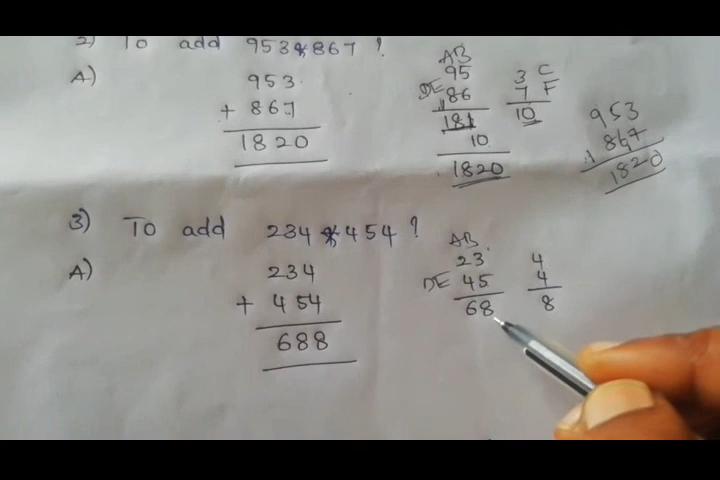 2) To add 953 & 867 ?
A) 953
+ 867
1820
AB
95
DE 86
181
10
1820
3 C
7 F
10
953
867
1
1820
3) To add 234 & 454 ?
A) 234
+ 454
688
AB
23
DE 45
68
4
4
8